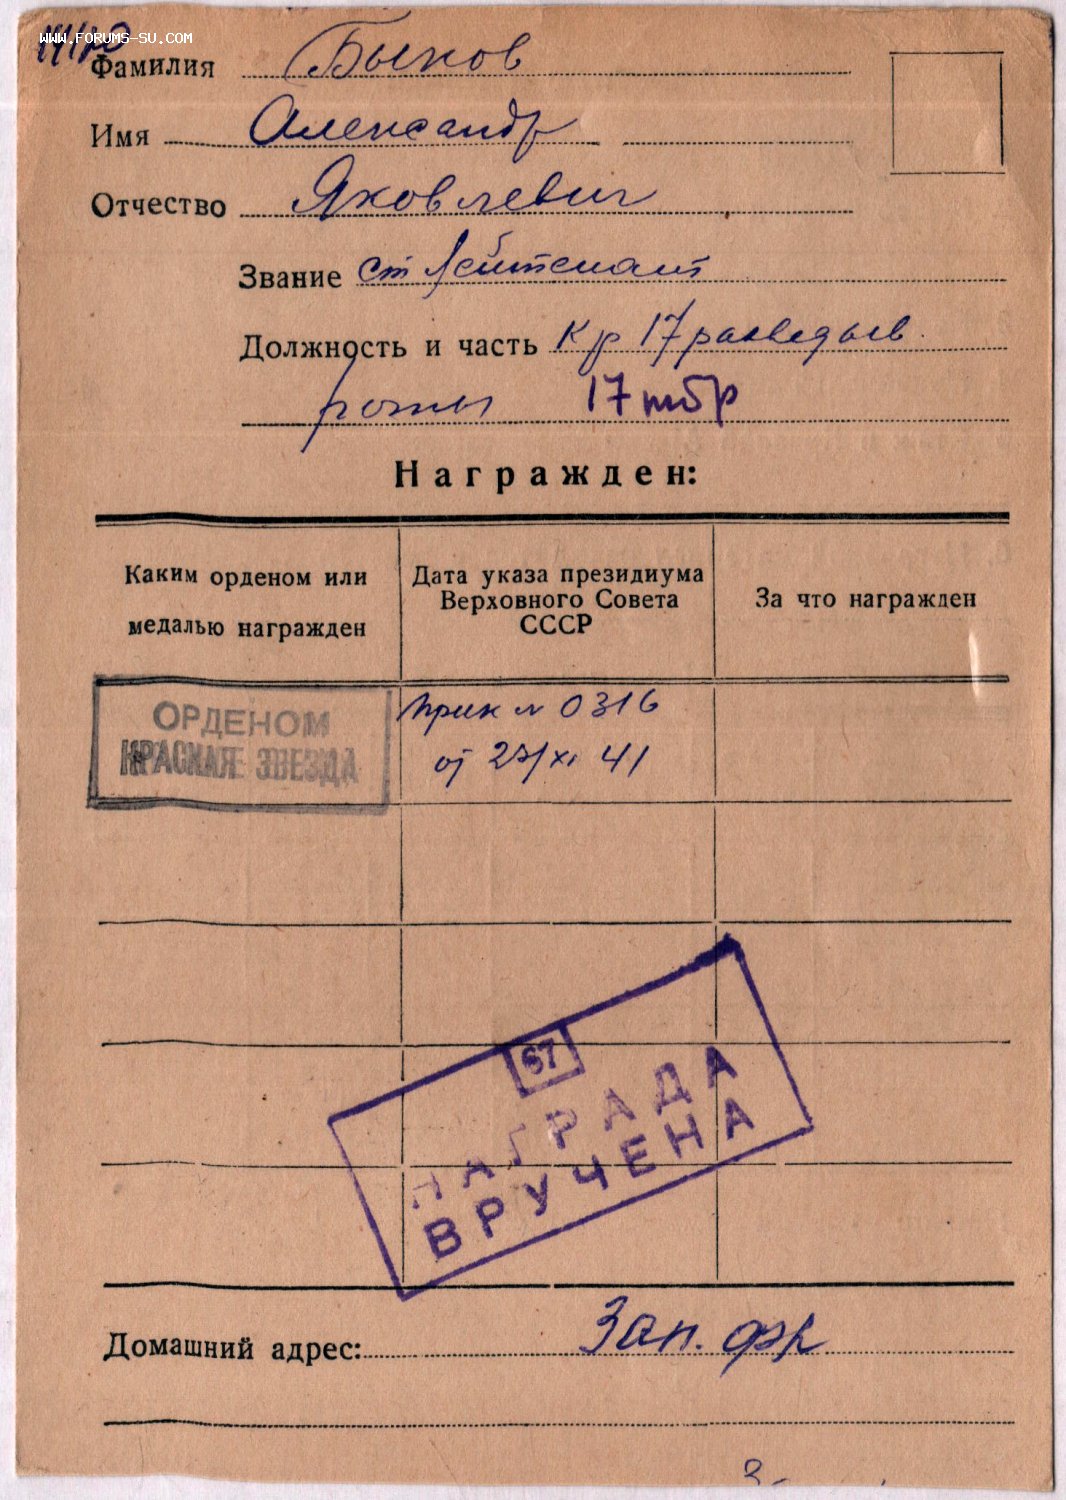 WWW.FORUMS-SU.COM
Фамилия Быков
Имя Александр
Отчество Яковлевич
Звание ст лейтенант
Должность и часть Кр 17 разведыв.
роты 17 тбр
Награжден:
Каким орденом или
медалью награжден
Дата указа президиума
Верховного Совета
СССР
За что награжден
ОРДЕНОМ
КРАСНАЯ ЗВЕЗДА
Прик N 0316
от 27/XI 41
67
НАГРАДА
ВРУЧЕНА
Домашний адрес: Зап. фр